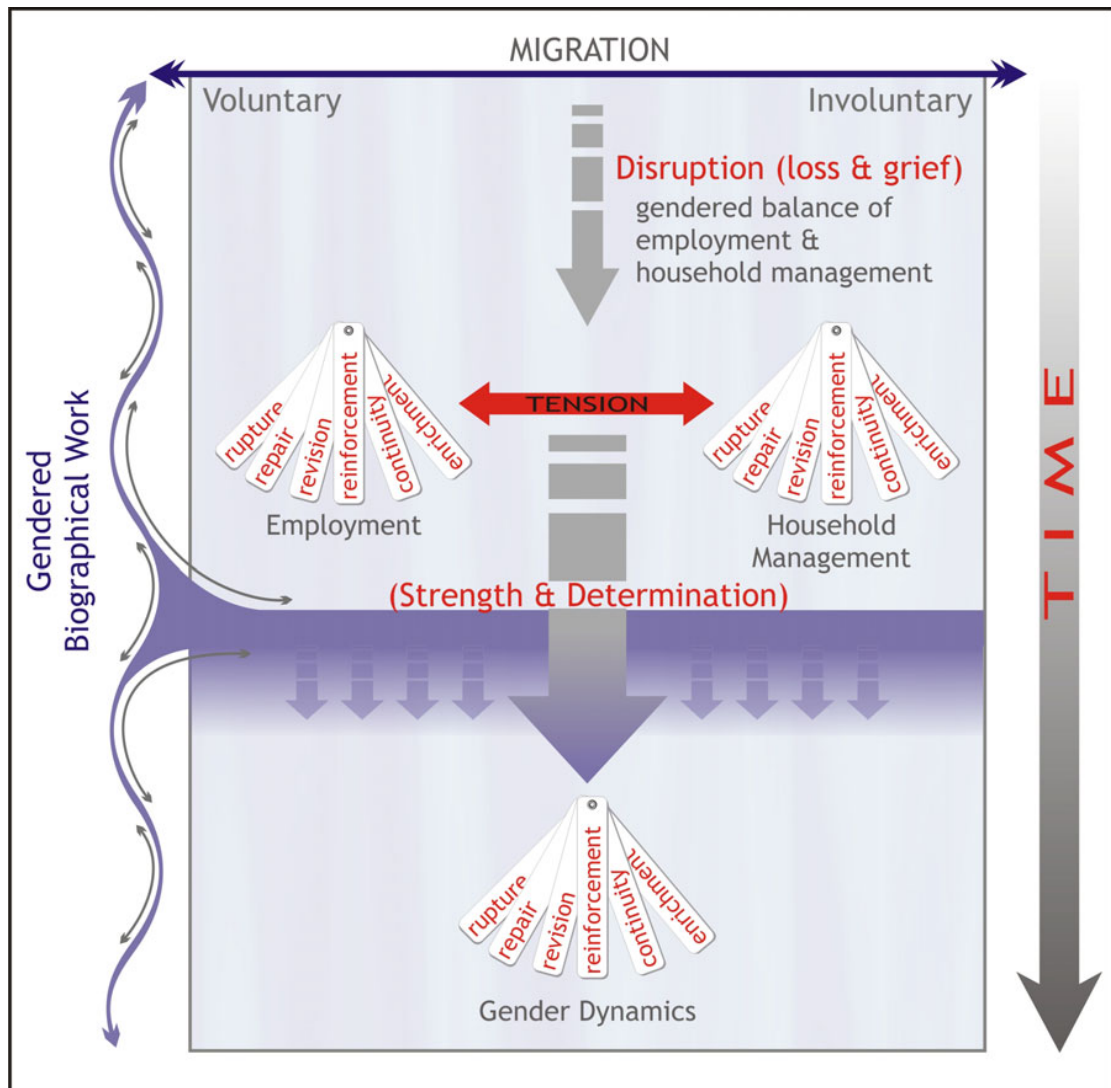 MIGRATION
Voluntary
Involuntary
Disruption (loss & grief)
gendered balance of
employment &
household management
rupture
repair
revision
reinforcement
continuity
enrichment
Employment
TENSION
rupture
repair
revision
reinforcement
continuity
enrichment
Household
Management
Gendered
Biographical Work
TIME
(Strength & Determination)
rupture
repair
revision
reinforcement
continuity
enrichment
Gender Dynamics